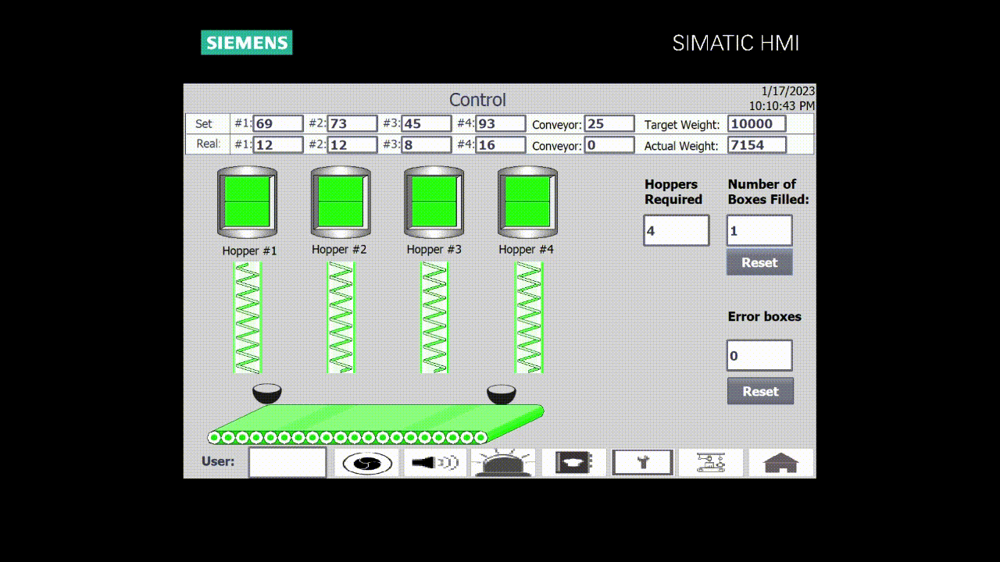 SIEMENS
SIMATIC HMI
Control
1/17/2023
10:10:43 PM
Set #1: 69 #2: 73 #3: 45 #4: 93 Conveyor: 25 Target Weight: 10000
Real: #1: 12 #2: 12 #3: 8 #4: 16 Conveyor: 0 Actual Weight: 7154
Hoppers Required
4
Number of Boxes Filled:
1
Reset
Hopper #1 Hopper #2 Hopper #3 Hopper #4
Error boxes
0
Reset
User: